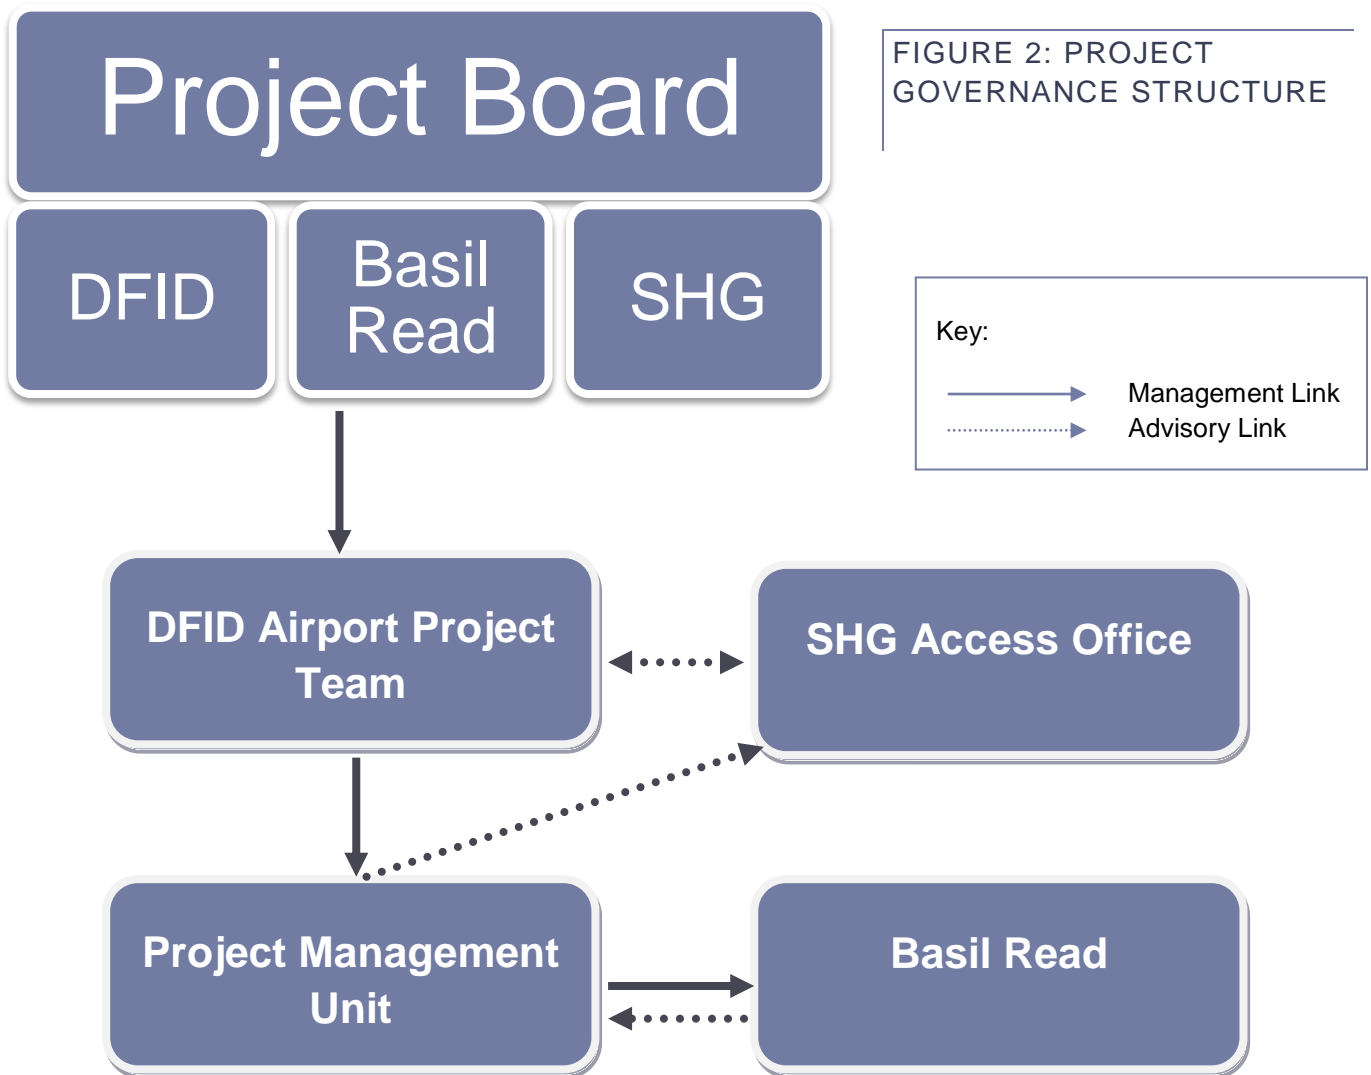 Project Board
FIGURE 2: PROJECT
GOVERNANCE STRUCTURE
DFID
Basil
Read
SHG
Key:
Management Link
Advisory Link
DFID Airport Project
Team
SHG Access Office
Project Management
Unit
Basil Read